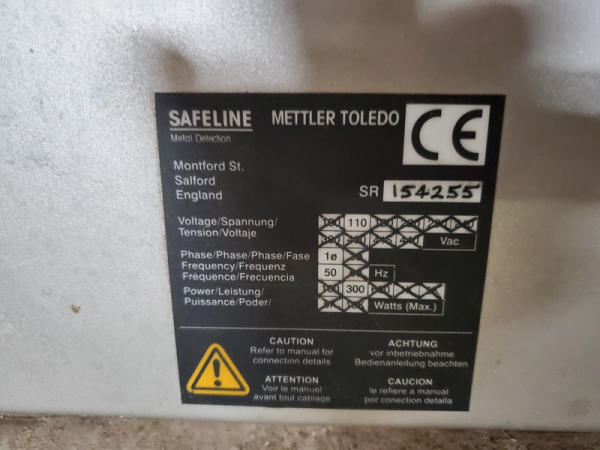 SAFELINE METTLER TOLEDO CE
Metal Detection
Montford St.
Salford
England
SR 154255
Voltage/Spannung/ 110
Tension/Voltaje Vac
Phase/Phase/Phase/Fase 1ø
Frequency/Frequenz 50 Hz
Frequence/Frecuencia
Power/Leistung/ 300
Puissance/Poder/ Watts (Max.)
CAUTION
Refer to manual for
connection details
ACHTUNG
vor inbetriebnahme
Bedienanleitung beachten
ATTENTION
Voir le manuel
avant tout cablage
CAUCION
le refiere a manual
por conection detalla